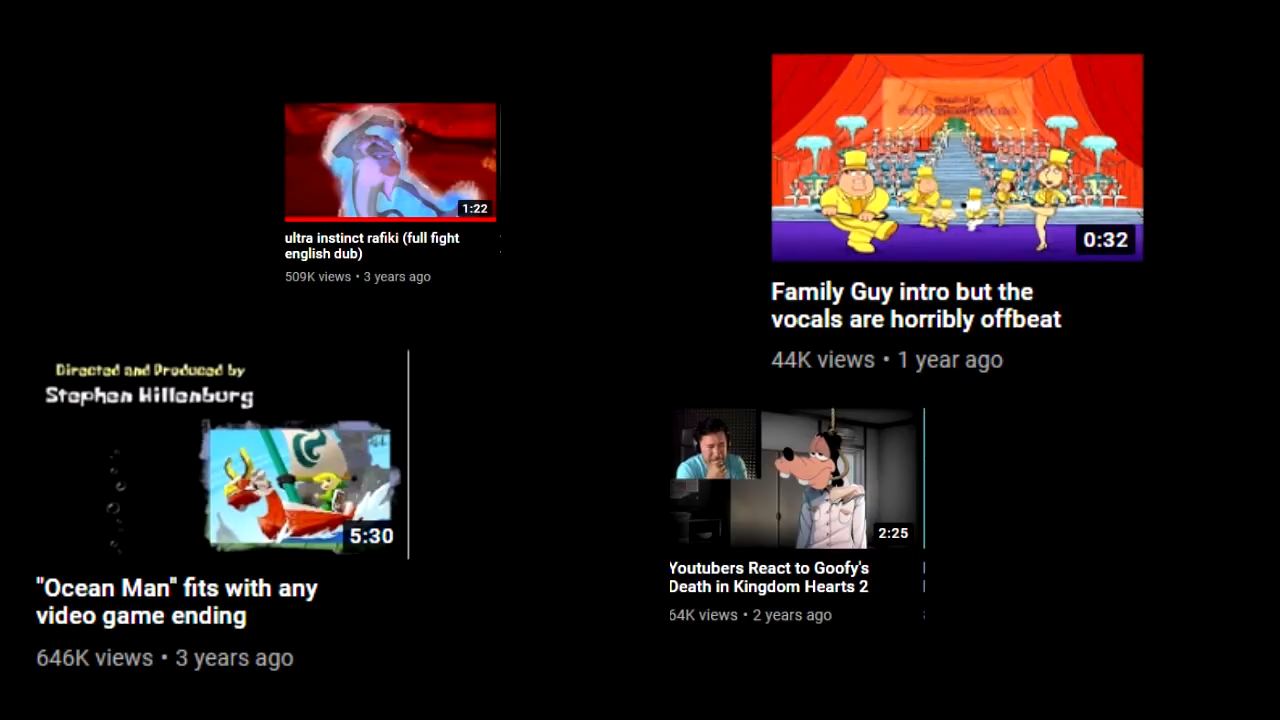 1:22
ultra instinct rafiki (full fight
english dub)
509K views • 3 years ago
0:32
Family Guy intro but the
vocals are horribly offbeat
44K views • 1 year ago
Directed and Produced by
Stephen Hillenburg
5:30
"Ocean Man" fits with any
video game ending
646K views • 3 years ago
2:25
Youtubers React to Goofy's
Death in Kingdom Hearts 2
64K views • 2 years ago